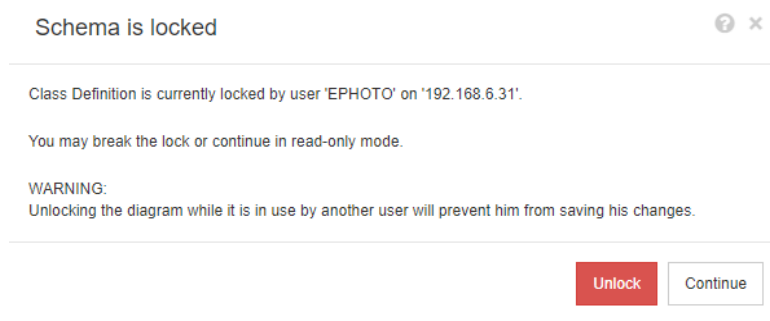 Schema is locked
Class Definition is currently locked by user 'EPHOTO' on '192.168.6.31'.
You may break the lock or continue in read-only mode.
WARNING:
Unlocking the diagram while it is in use by another user will prevent him from saving his changes.
Unlock
Continue